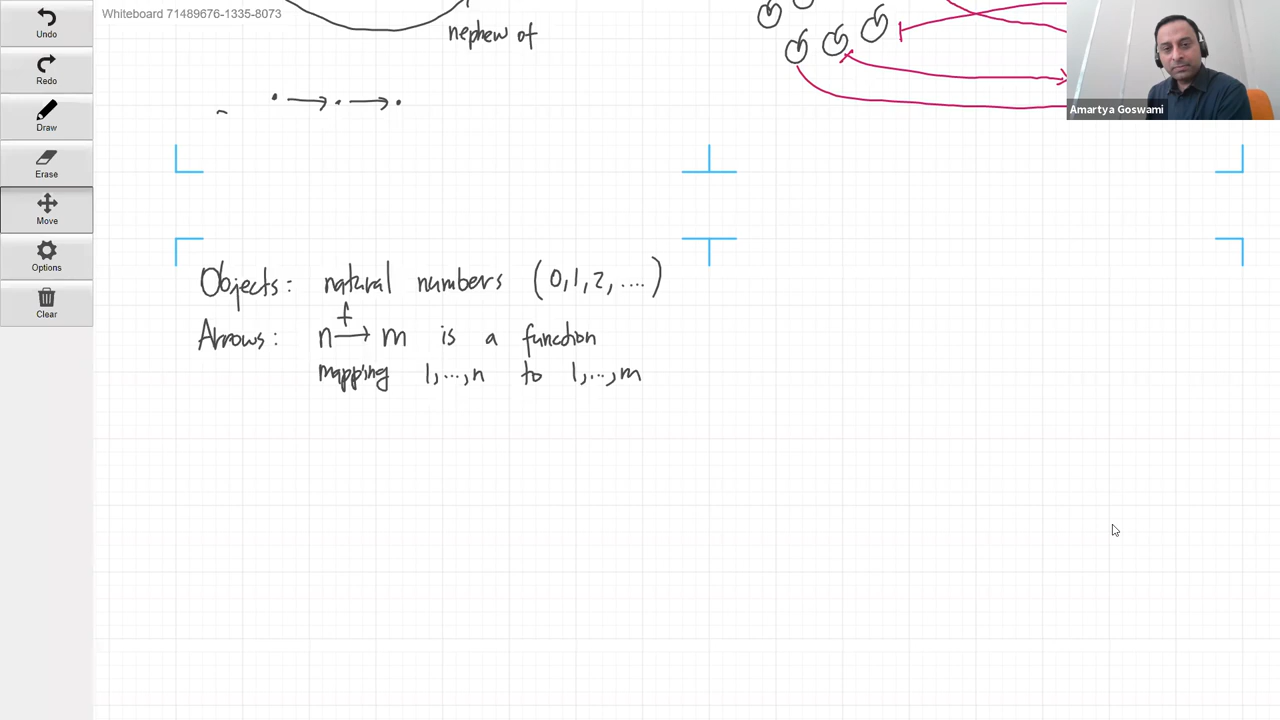 Whiteboard 71489676-1335-8073
Undo
Redo
Draw
Erase
Move
Options
Clear
nephew of
Amartya Goswami
Objects: natural numbers (0,1,2,....)
f
Arrows: n → m is a function
mapping 1,...,n to 1,...,m